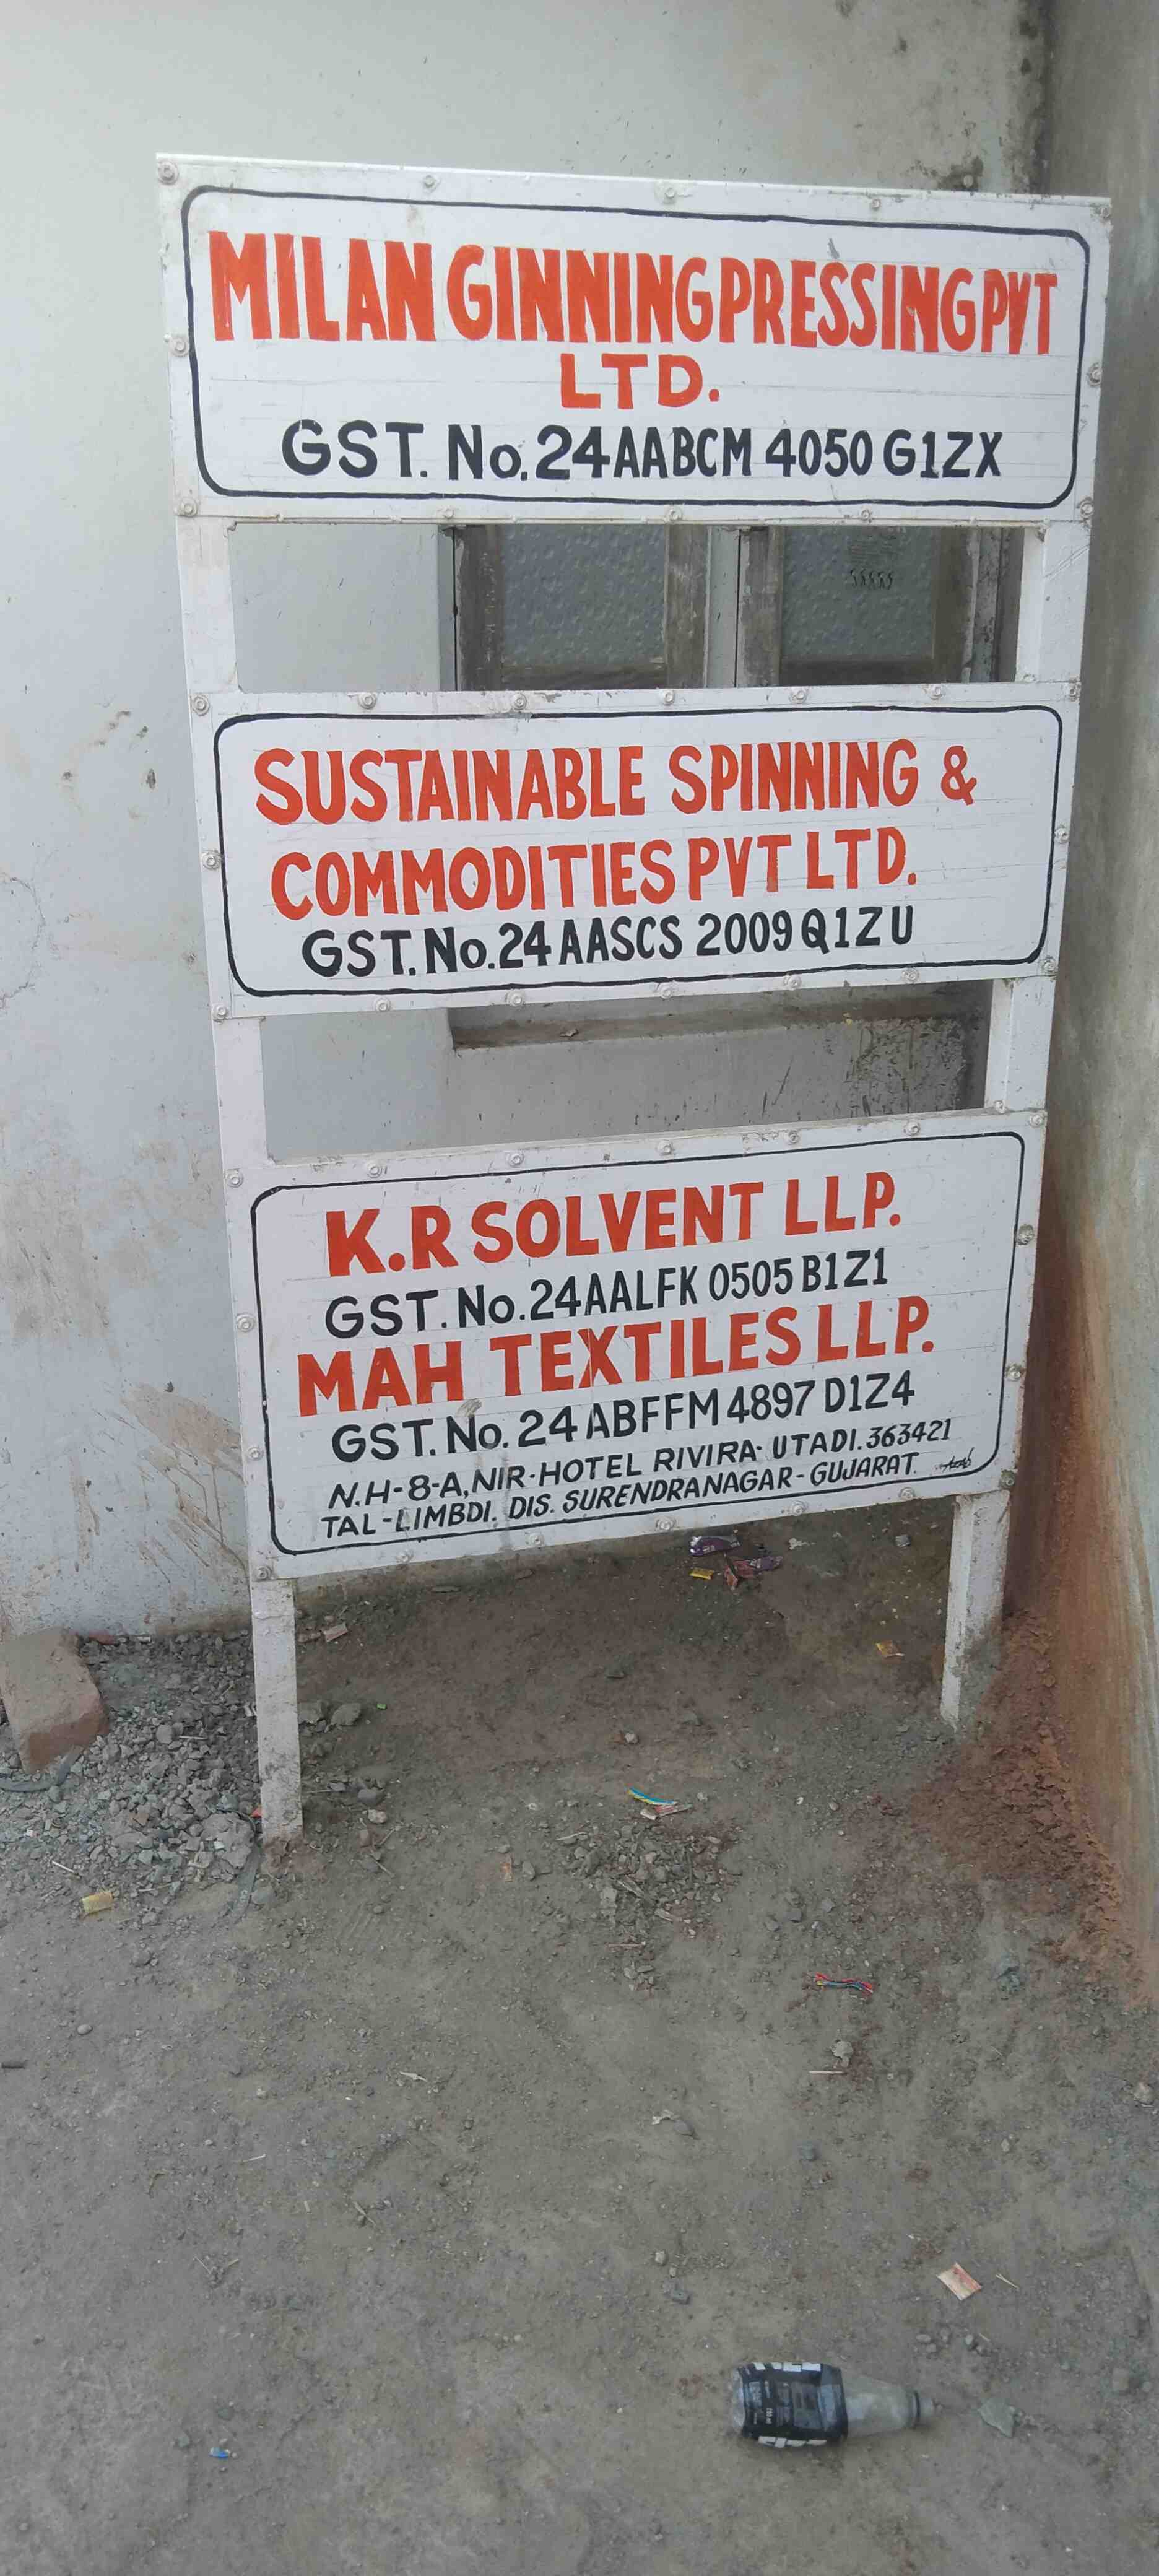 MILAN GINNING PRESSING PVT
LTD.
GST. No. 24AABCM 4050 G1ZX
SUSTAINABLE SPINNING &
COMMODITIES PVT LTD.
GST. No. 24 AASCS 2009 Q1ZU
K.R SOLVENT LLP.
GST. No. 24AALFK 0505 B1Z1
MAH TEXTILES LLP.
GST. No. 24 ABFFM 4897 D1Z4
N.H-8-A, NIR-HOTEL RIVIRA- UTADI. 363421
TAL-LIMBDI. DIS. SURENDRANAGAR-GUJARAT.